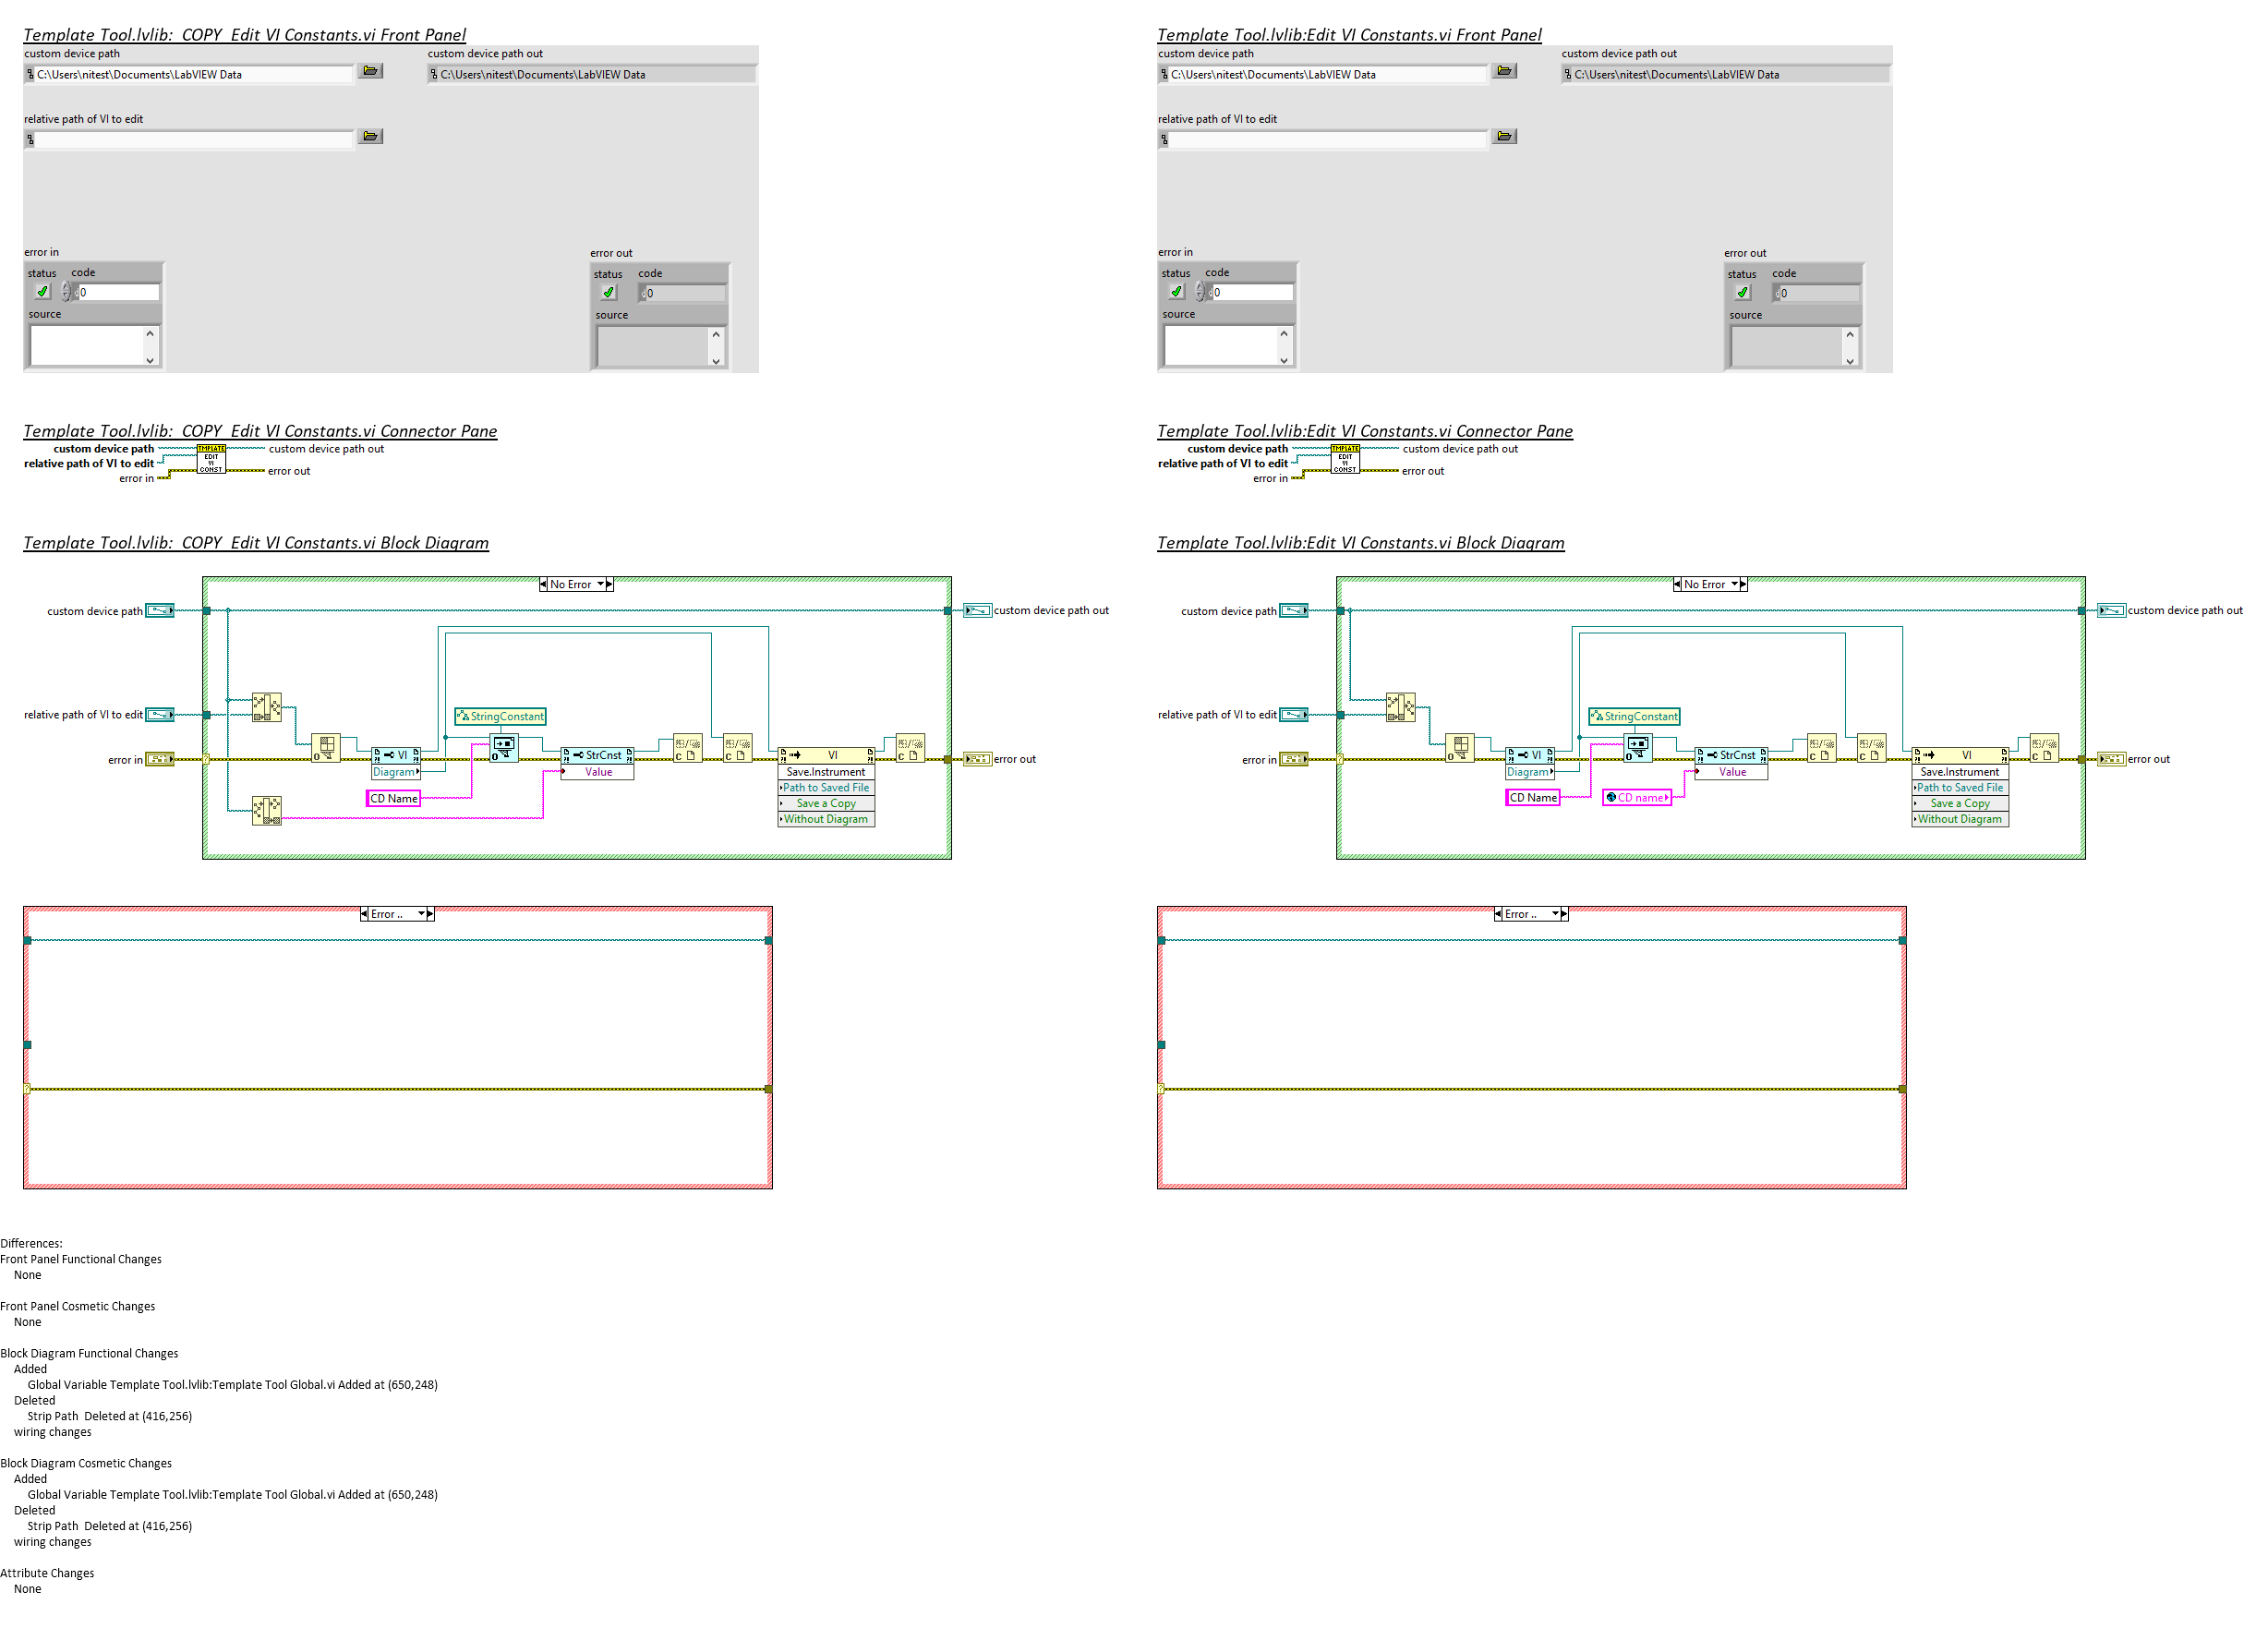 Template Tool.lvlib:  COPY  Edit VI Constants.vi Front Panel
custom device path
custom device path out
C:\Users\nitest\Documents\LabVIEW Data
C:\Users\nitest\Documents\LabVIEW Data
relative path of VI to edit
error in
error out
status
code
0
source
status
code
0
source
Template Tool.lvlib:Edit VI Constants.vi Front Panel
custom device path
custom device path out
C:\Users\nitest\Documents\LabVIEW Data
C:\Users\nitest\Documents\LabVIEW Data
relative path of VI to edit
error in
error out
status
code
0
source
status
code
0
source
Template Tool.lvlib:  COPY  Edit VI Constants.vi Connector Pane
custom device path
relative path of VI to edit
error in
TMPLATE
EDIT
VI
CONST
custom device path out
error out
Template Tool.lvlib:Edit VI Constants.vi Connector Pane
custom device path
relative path of VI to edit
error in
TMPLATE
EDIT
VI
CONST
custom device path out
error out
Template Tool.lvlib:  COPY  Edit VI Constants.vi Block Diagram
No Error
custom device path
custom device path out
relative path of VI to edit
StringConstant
error in
VI
Diagram
StrCnst
Value
VI
Save.Instrument
Path to Saved File
Save a Copy
Without Diagram
error out
CD Name
Error ..
Template Tool.lvlib:Edit VI Constants.vi Block Diagram
No Error
custom device path
custom device path out
relative path of VI to edit
StringConstant
error in
VI
Diagram
StrCnst
Value
VI
Save.Instrument
Path to Saved File
Save a Copy
Without Diagram
error out
CD Name
CD name
Error ..
Differences:
Front Panel Functional Changes
None
Front Panel Cosmetic Changes
None
Block Diagram Functional Changes
Added
Global Variable Template Tool.lvlib:Template Tool Global.vi Added at (650,248)
Deleted
Strip Path  Deleted at (416,256)
wiring changes
Block Diagram Cosmetic Changes
Added
Global Variable Template Tool.lvlib:Template Tool Global.vi Added at (650,248)
Deleted
Strip Path  Deleted at (416,256)
wiring changes
Attribute Changes
None